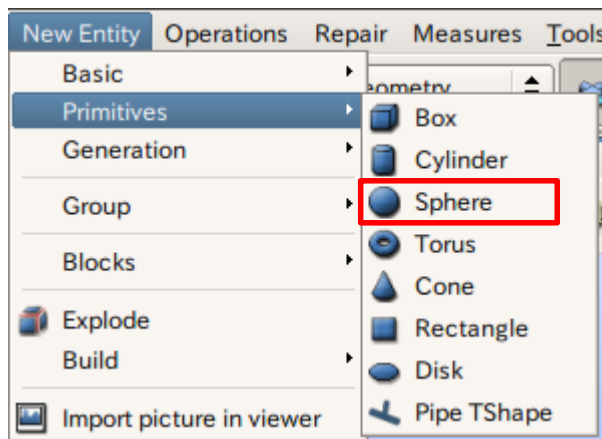 New Entity Operations Repair Measures Tools
Basic
Primitives
Generation
Group
Blocks
Explode
Build
Import picture in viewer
Box
Cylinder
Sphere
Torus
Cone
Rectangle
Disk
Pipe TShape